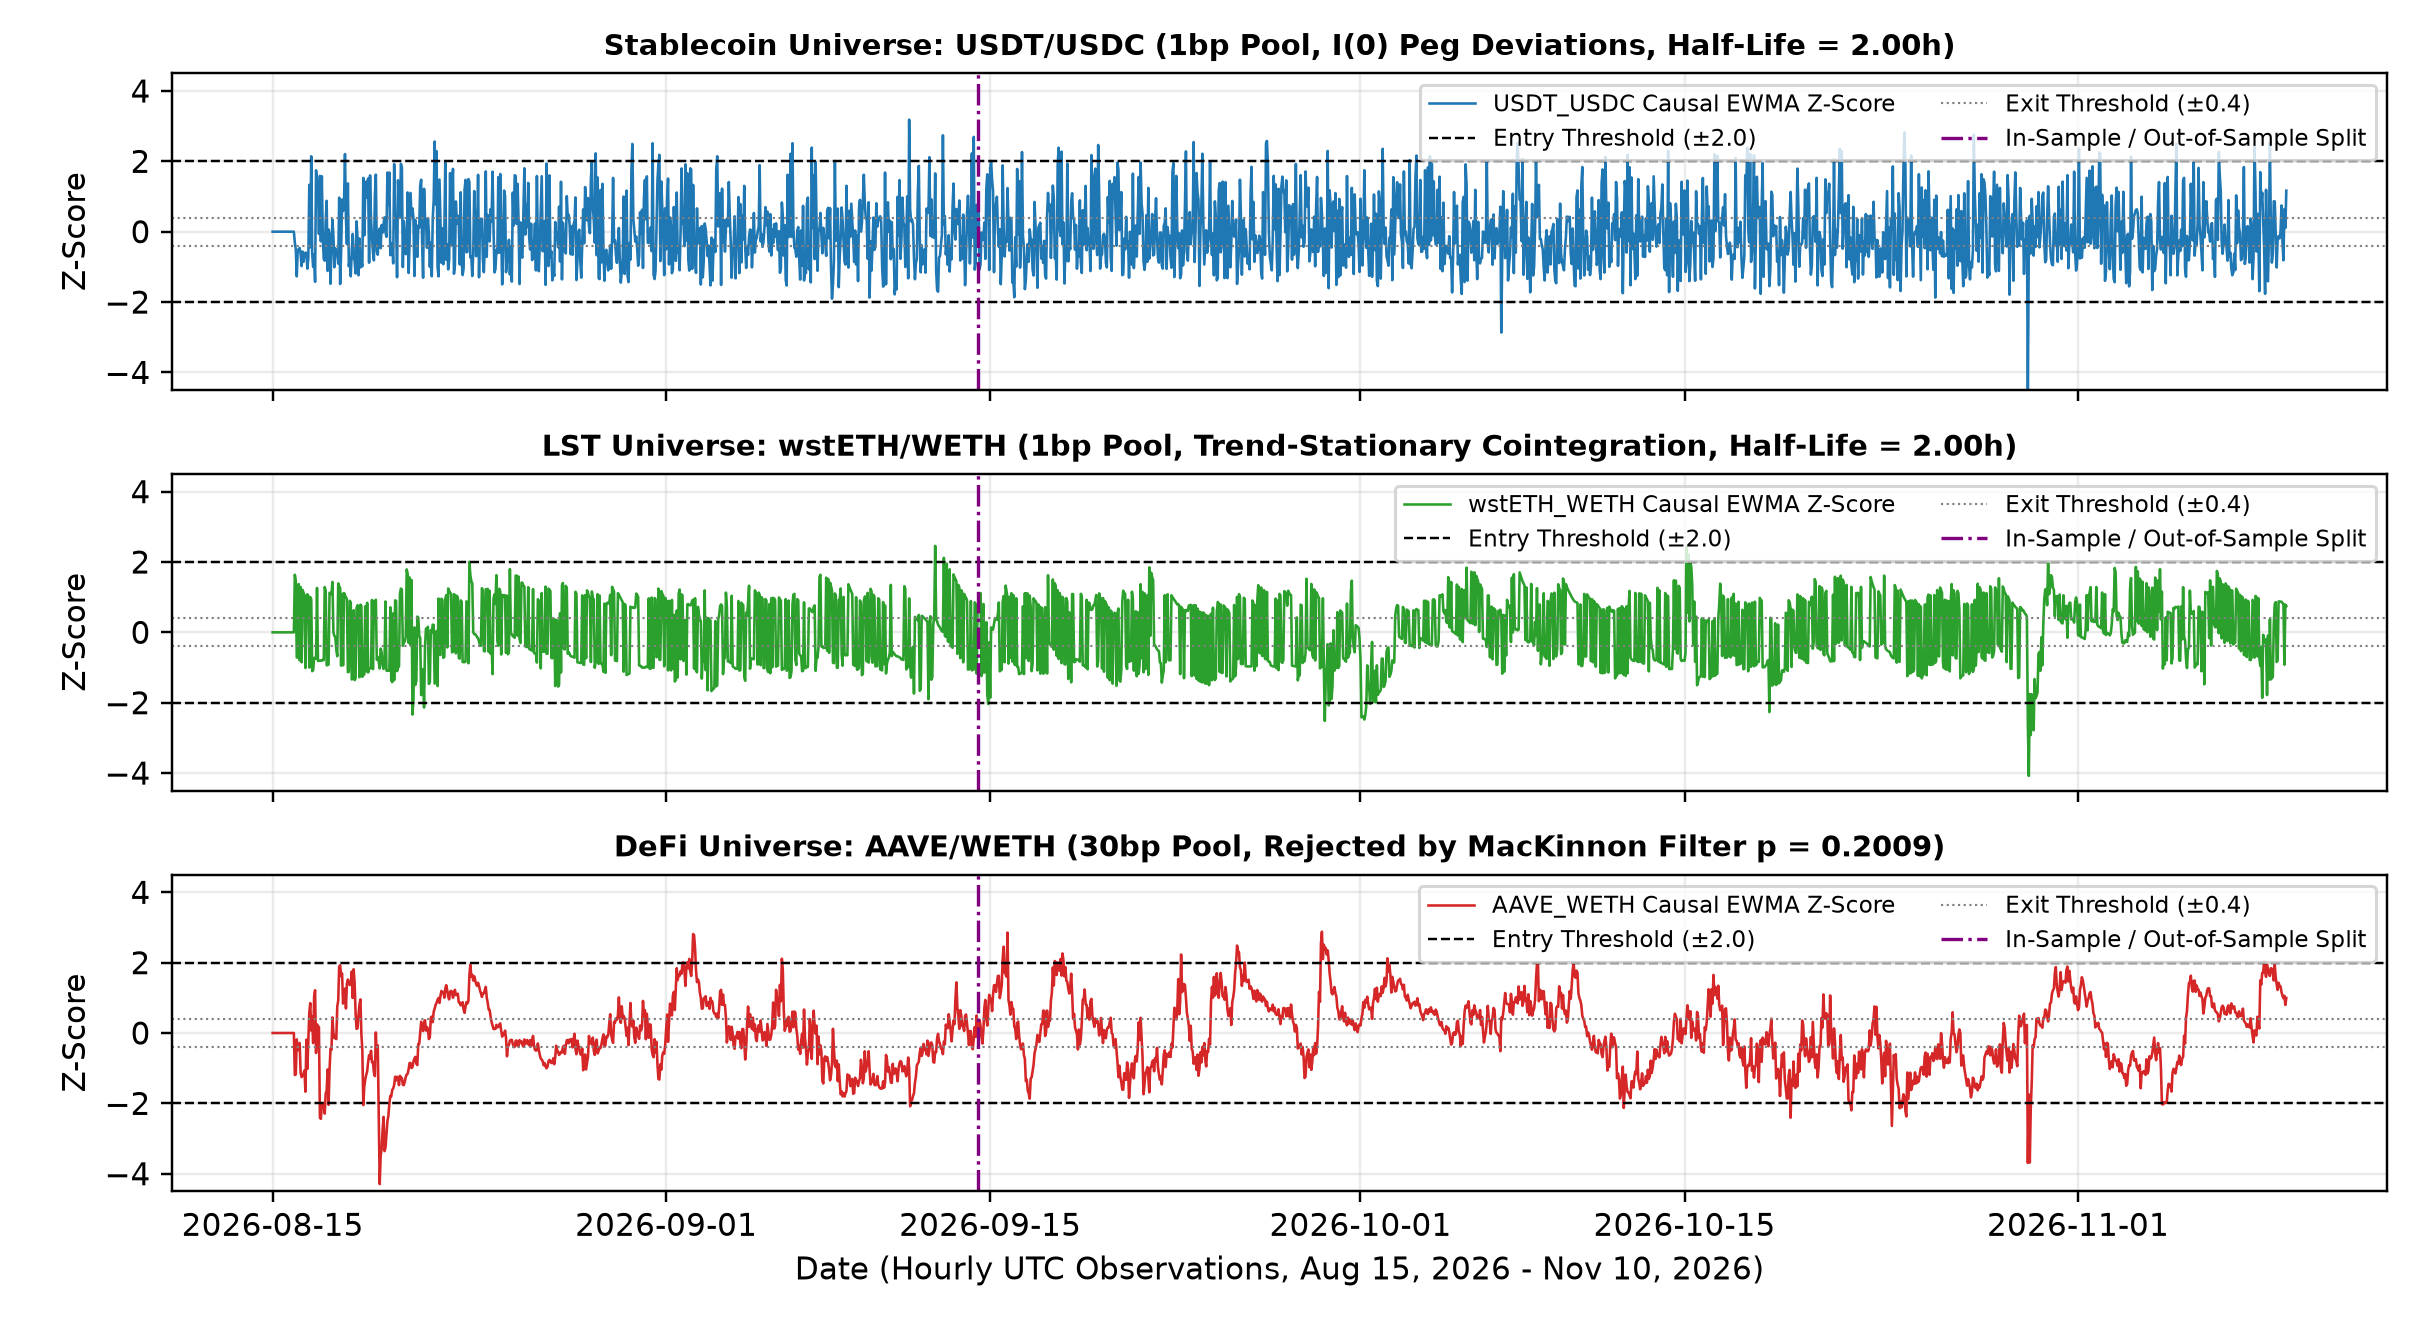 Stablecoin Universe: USDT/USDC (1bp Pool, I(0) Peg Deviations, Half-Life = 2.00h)
Z-Score
4
2
0
−2
−4
USDT_USDC Causal EWMA Z-Score
Entry Threshold (±2.0)
Exit Threshold (±0.4)
In-Sample / Out-of-Sample Split
LST Universe: wstETH/WETH (1bp Pool, Trend-Stationary Cointegration, Half-Life = 2.00h)
Z-Score
4
2
0
−2
−4
wstETH_WETH Causal EWMA Z-Score
Entry Threshold (±2.0)
Exit Threshold (±0.4)
In-Sample / Out-of-Sample Split
DeFi Universe: AAVE/WETH (30bp Pool, Rejected by MacKinnon Filter p = 0.2009)
Z-Score
4
2
0
−2
−4
AAVE_WETH Causal EWMA Z-Score
Entry Threshold (±2.0)
Exit Threshold (±0.4)
In-Sample / Out-of-Sample Split
2026-08-15
2026-09-01
2026-09-15
2026-10-01
2026-10-15
2026-11-01
Date (Hourly UTC Observations, Aug 15, 2026 - Nov 10, 2026)